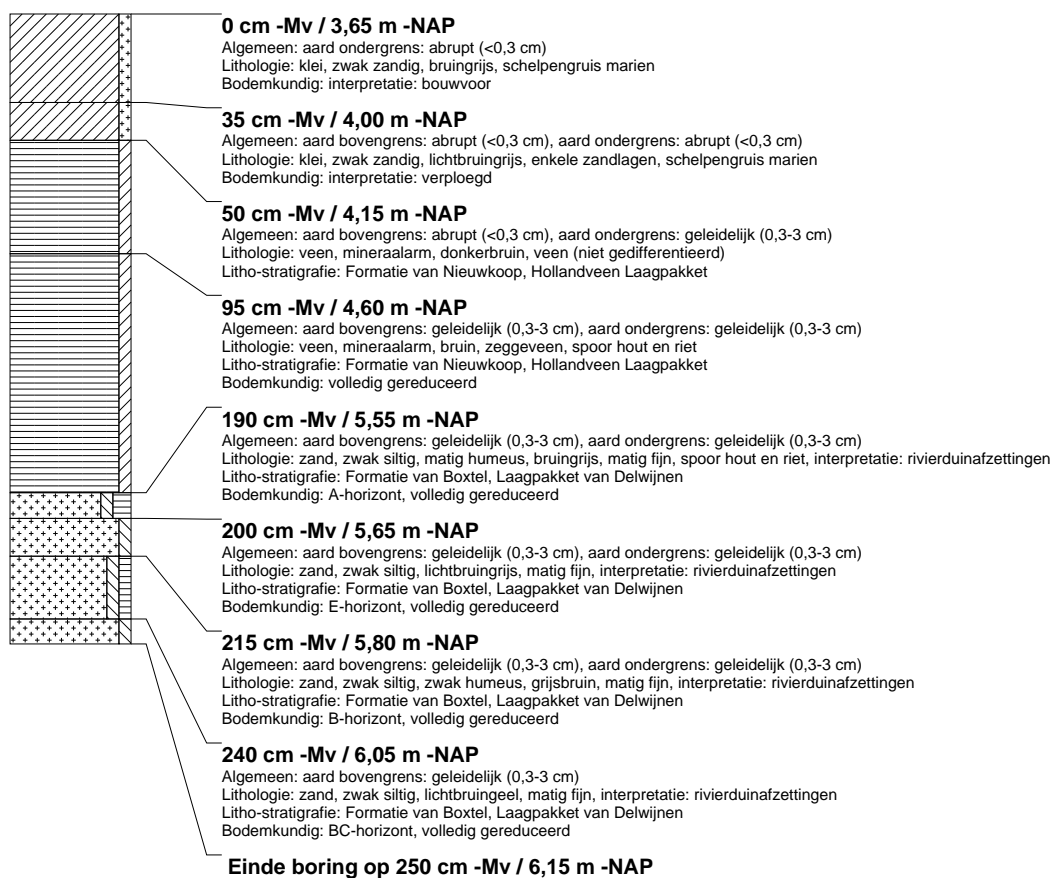 0 cm -Mv / 3,65 m -NAP
Algemeen: aard ondergrens: abrupt (<0,3 cm)
Lithologie: klei, zwak zandig, bruingrijs, schelpengruis marien
Bodemkundig: interpretatie: bouwvoor
35 cm -Mv / 4,00 m -NAP
Algemeen: aard bovengrens: abrupt (<0,3 cm), aard ondergrens: abrupt (<0,3 cm)
Lithologie: klei, zwak zandig, lichtbruingrijs, enkele zandlagen, schelpengruis marien
Bodemkundig: interpretatie: verploegd
50 cm -Mv / 4,15 m -NAP
Algemeen: aard bovengrens: abrupt (<0,3 cm), aard ondergrens: geleidelijk (0,3-3 cm)
Lithologie: veen, mineraalarm, donkerbruin, veen (niet gedifferentieerd)
Litho-stratigrafie: Formatie van Nieuwkoop, Hollandveen Laagpakket
95 cm -Mv / 4,60 m -NAP
Algemeen: aard bovengrens: geleidelijk (0,3-3 cm), aard ondergrens: geleidelijk (0,3-3 cm)
Lithologie: veen, mineraalarm, bruin, zeggeveen, spoor hout en riet
Litho-stratigrafie: Formatie van Nieuwkoop, Hollandveen Laagpakket
Bodemkundig: volledig gereduceerd
190 cm -Mv / 5,55 m -NAP
Algemeen: aard bovengrens: geleidelijk (0,3-3 cm), aard ondergrens: geleidelijk (0,3-3 cm)
Lithologie: zand, zwak siltig, matig humeus, bruingrijs, matig fijn, spoor hout en riet, interpretatie: rivierduinafzettingen
Litho-stratigrafie: Formatie van Boxtel, Laagpakket van Delwijnen
Bodemkundig: A-horizont, volledig gereduceerd
200 cm -Mv / 5,65 m -NAP
Algemeen: aard bovengrens: geleidelijk (0,3-3 cm), aard ondergrens: geleidelijk (0,3-3 cm)
Lithologie: zand, zwak siltig, lichtbruingrijs, matig fijn, interpretatie: rivierduinafzettingen
Litho-stratigrafie: Formatie van Boxtel, Laagpakket van Delwijnen
Bodemkundig: E-horizont, volledig gereduceerd
215 cm -Mv / 5,80 m -NAP
Algemeen: aard bovengrens: geleidelijk (0,3-3 cm), aard ondergrens: geleidelijk (0,3-3 cm)
Lithologie: zand, zwak siltig, zwak humeus, grijsbruin, matig fijn, interpretatie: rivierduinafzettingen
Litho-stratigrafie: Formatie van Boxtel, Laagpakket van Delwijnen
Bodemkundig: B-horizont, volledig gereduceerd
240 cm -Mv / 6,05 m -NAP
Algemeen: aard bovengrens: geleidelijk (0,3-3 cm)
Lithologie: zand, zwak siltig, lichtbruingeel, matig fijn, interpretatie: rivierduinafzettingen
Litho-stratigrafie: Formatie van Boxtel, Laagpakket van Delwijnen
Bodemkundig: BC-horizont, volledig gereduceerd
Einde boring op 250 cm -Mv / 6,15 m -NAP